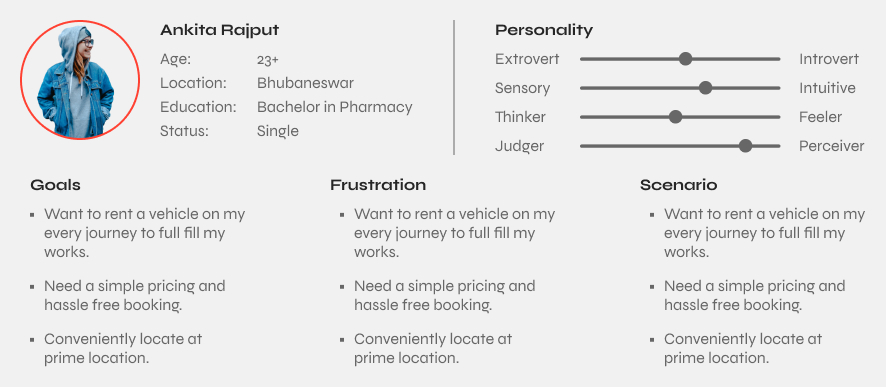 Ankita Rajput
Age: 23+
Location: Bhubaneswar
Education: Bachelor in Pharmacy
Status: Single
Personality
Extrovert Introvert
Sensory Intuitive
Thinker Feeler
Judger Perceiver
Goals
Want to rent a vehicle on my
every journey to full fill my
works.
Need a simple pricing and
hassle free booking.
Conveniently locate at
prime location.
Frustration
Want to rent a vehicle on my
every journey to full fill my
works.
Need a simple pricing and
hassle free booking.
Conveniently locate at
prime location.
Scenario
Want to rent a vehicle on my
every journey to full fill my
works.
Need a simple pricing and
hassle free booking.
Conveniently locate at
prime location.